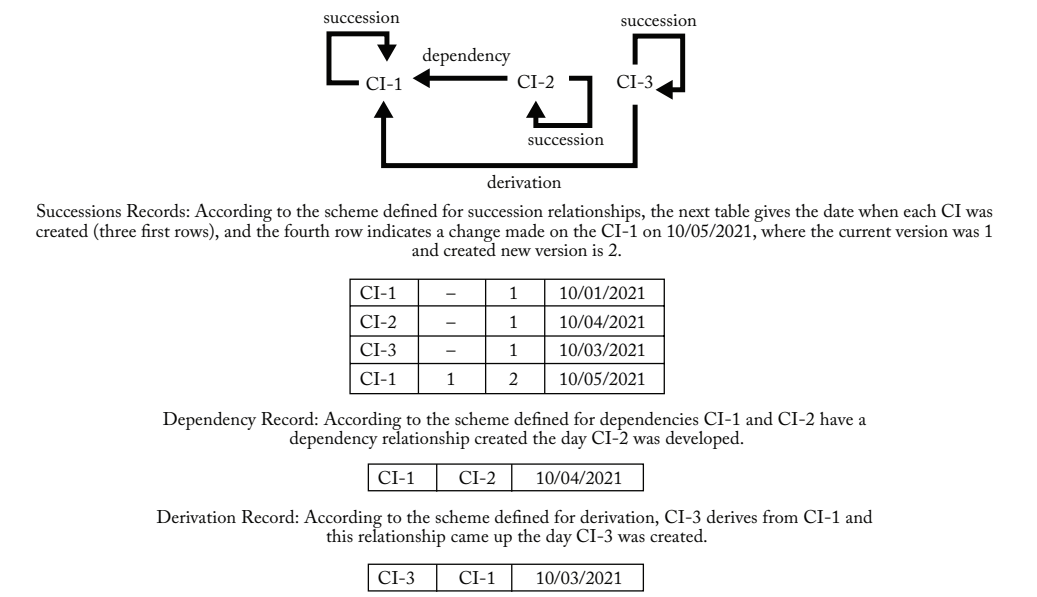 succession
succession
dependency
CI-1
CI-2
CI-3
succession
derivation
Successions Records: According to the scheme defined for succession relationships, the next table gives the date when each CI was
created (three first rows), and the fourth row indicates a change made on the CI-1 on 10/05/2021, where the current version was 1
and created new version is 2.
CI-1 – 1 10/01/2021
CI-2 – 1 10/04/2021
CI-3 – 1 10/03/2021
CI-1 1 2 10/05/2021
Dependency Record: According to the scheme defined for dependencies CI-1 and CI-2 have a
dependency relationship created the day CI-2 was developed.
CI-1 CI-2 10/04/2021
Derivation Record: According to the scheme defined for derivation, CI-3 derives from CI-1 and
this relationship came up the day CI-3 was created.
CI-3 CI-1 10/03/2021